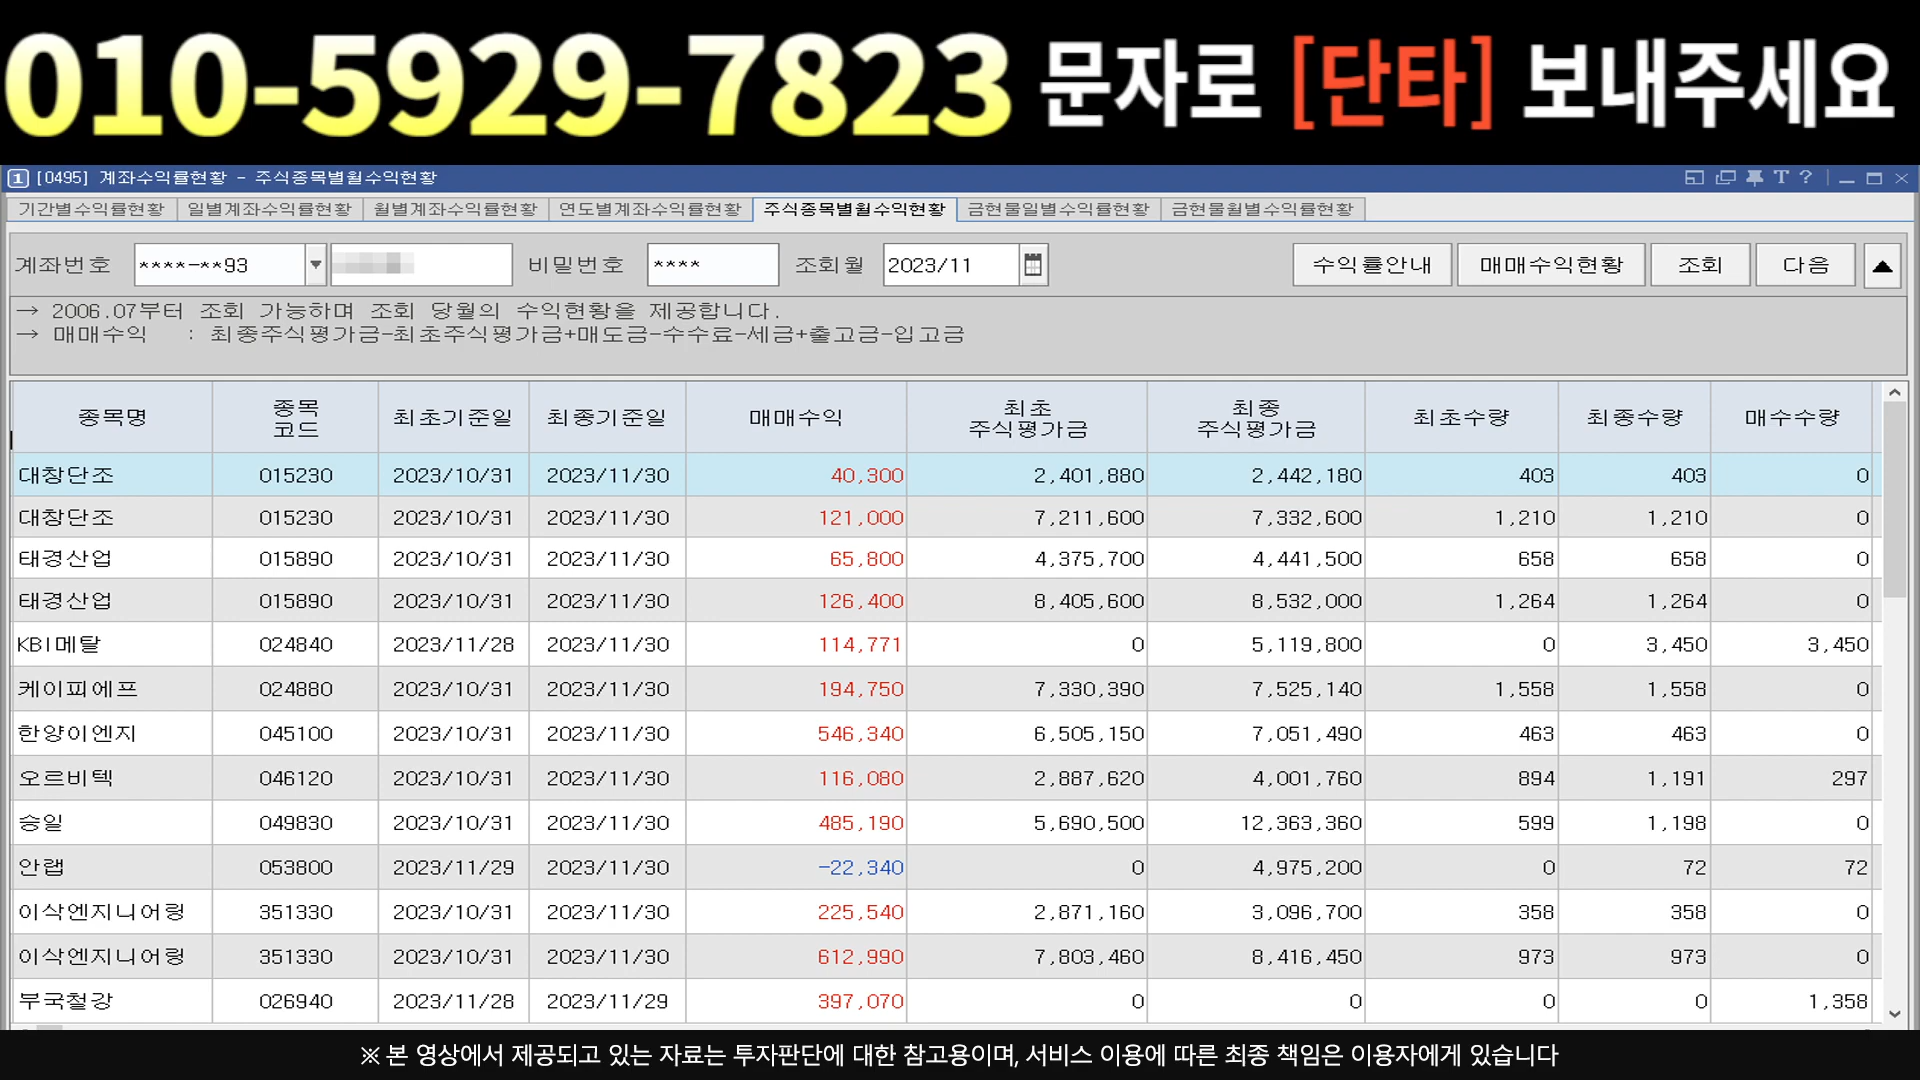 010-5929-7823 문자로 [단타] 보내주세요
1 [0495] 계좌수익률현황 - 주식종목별월수익현황 T ?
기간별수익률현황 일별계좌수익률현황 월별계좌수익률현황 연도별계좌수익률현황 주식종목별월수익현황 금현물일별수익률현황 금현물월별수익률현황
계좌번호 ****-**93 비밀번호 **** 조회월 2023/11 수익률안내 매매수익현황 조회 다음 ▲
→ 2006.07부터 조회 가능하며 조회 당월의 수익현황을 제공합니다.
→ 매매수익 : 최종주식평가금-최초주식평가금+매도금-수수료-세금+출고금-입고금
종목명 종목 코드 최초기준일 최종기준일 매매수익 최초 주식평가금 최종 주식평가금 최초수량 최종수량 매수수량
대창단조 015230 2023/10/31 2023/11/30 40,300 2,401,880 2,442,180 403 403 0
대창단조 015230 2023/10/31 2023/11/30 121,000 7,211,600 7,332,600 1,210 1,210 0
태경산업 015890 2023/10/31 2023/11/30 65,800 4,375,700 4,441,500 658 658 0
태경산업 015890 2023/10/31 2023/11/30 126,400 8,405,600 8,532,000 1,264 1,264 0
KBI메탈 024840 2023/11/28 2023/11/30 114,771 0 5,119,800 0 3,450 3,450
케이피에프 024880 2023/10/31 2023/11/30 194,750 7,330,390 7,525,140 1,558 1,558 0
한양이엔지 045100 2023/10/31 2023/11/30 546,340 6,505,150 7,051,490 463 463 0
오르비텍 046120 2023/10/31 2023/11/30 116,080 2,887,620 4,001,760 894 1,191 297
승일 049830 2023/10/31 2023/11/30 485,190 5,690,500 12,363,360 599 1,198 0
안랩 053800 2023/11/29 2023/11/30 -22,340 0 4,975,200 0 72 72
이삭엔지니어링 351330 2023/10/31 2023/11/30 225,540 2,871,160 3,096,700 358 358 0
이삭엔지니어링 351330 2023/10/31 2023/11/30 612,990 7,803,460 8,416,450 973 973 0
부국철강 026940 2023/11/28 2023/11/29 397,070 0 0 0 0 1,358
※ 본 영상에서 제공되고 있는 자료는 투자판단에 대한 참고용이며, 서비스 이용에 따른 최종 책임은 이용자에게 있습니다